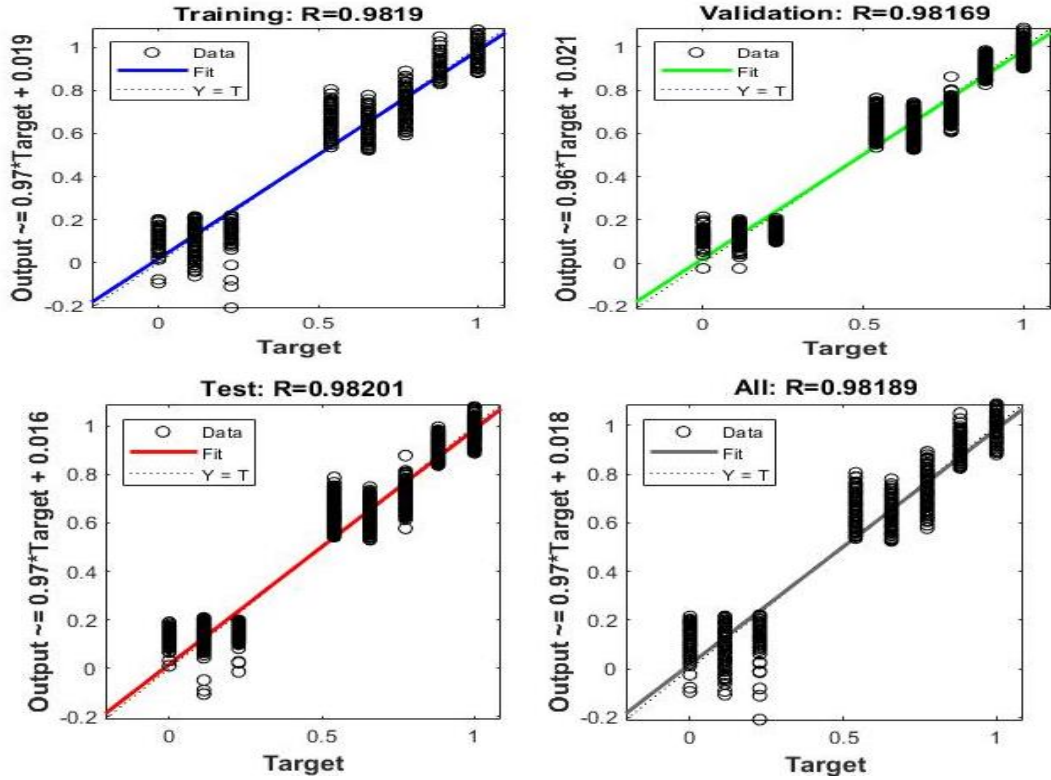 Training: R=0.9819
Output ~= 0.97*Target + 0.019
Data
Fit
Y = T
1
0.8
0.6
0.4
0.2
0
-0.2
0
0.5
1
Target
Validation: R=0.98169
Output ~= 0.96*Target + 0.021
Data
Fit
Y = T
1
0.8
0.6
0.4
0.2
0
-0.2
0
0.5
1
Target
Test: R=0.98201
Output ~= 0.97*Target + 0.016
Data
Fit
Y = T
1
0.8
0.6
0.4
0.2
0
-0.2
0
0.5
1
Target
All: R=0.98189
Output ~= 0.97*Target + 0.018
Data
Fit
Y = T
1
0.8
0.6
0.4
0.2
0
-0.2
0
0.5
1
Target